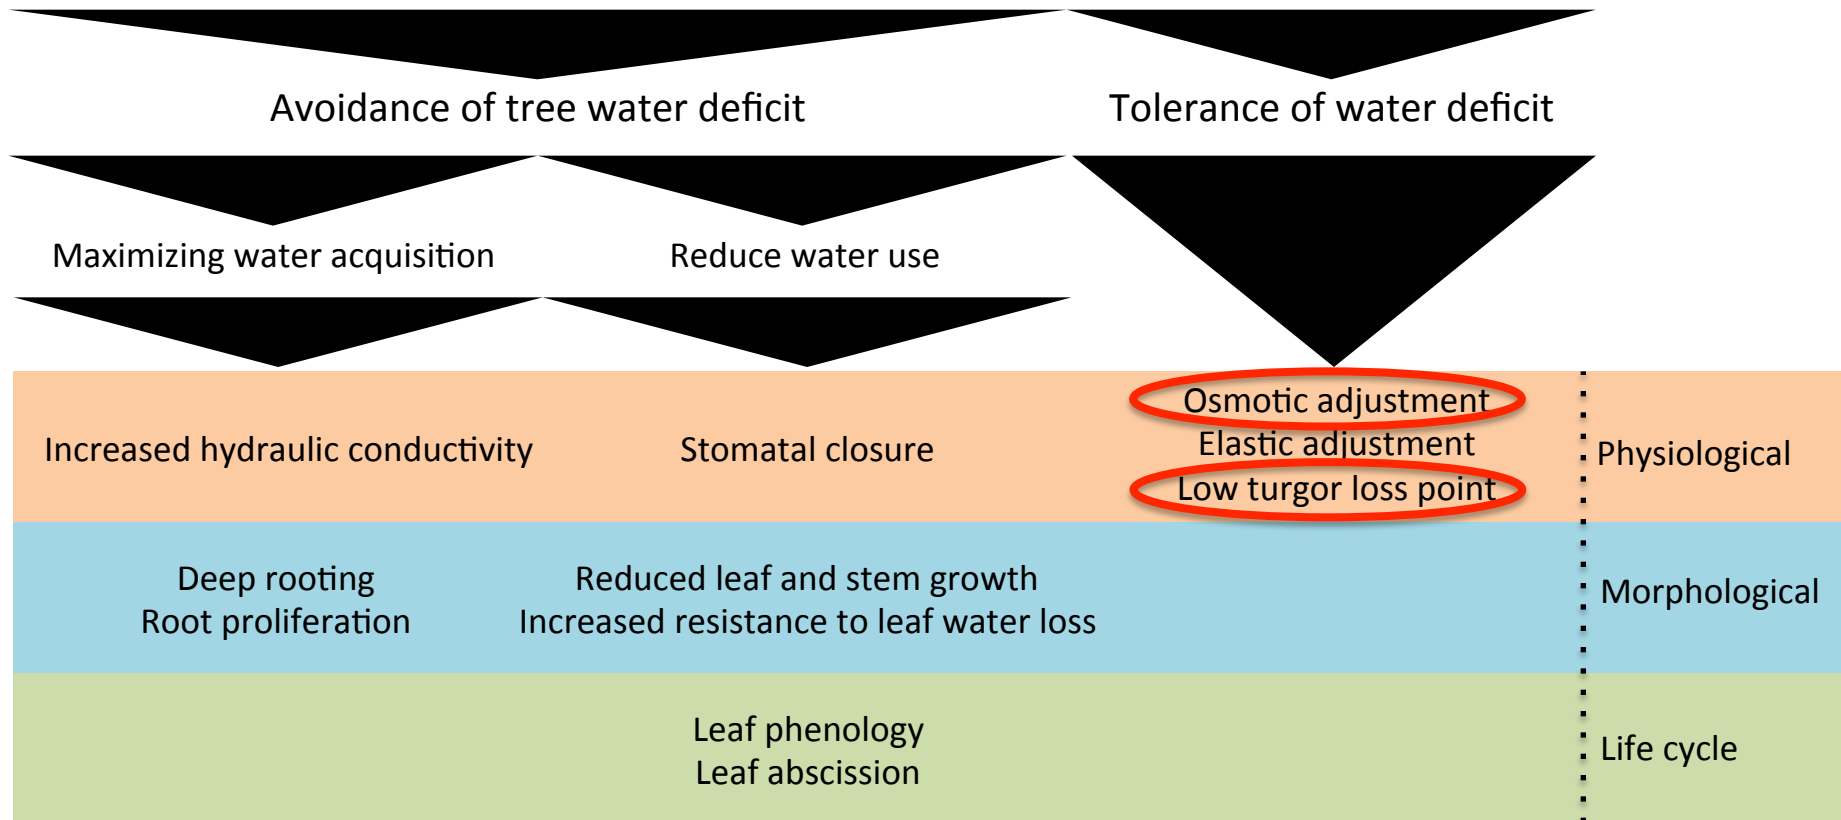 Avoidance of tree water deficit
Tolerance of water deficit
Maximizing water acquisition
Reduce water use
Increased hydraulic conductivity
Stomatal closure
Osmotic adjustment
Elastic adjustment
Low turgor loss point
Physiological
Deep rooting
Root proliferation
Reduced leaf and stem growth
Increased resistance to leaf water loss
Morphological
Leaf phenology
Leaf abscission
Life cycle